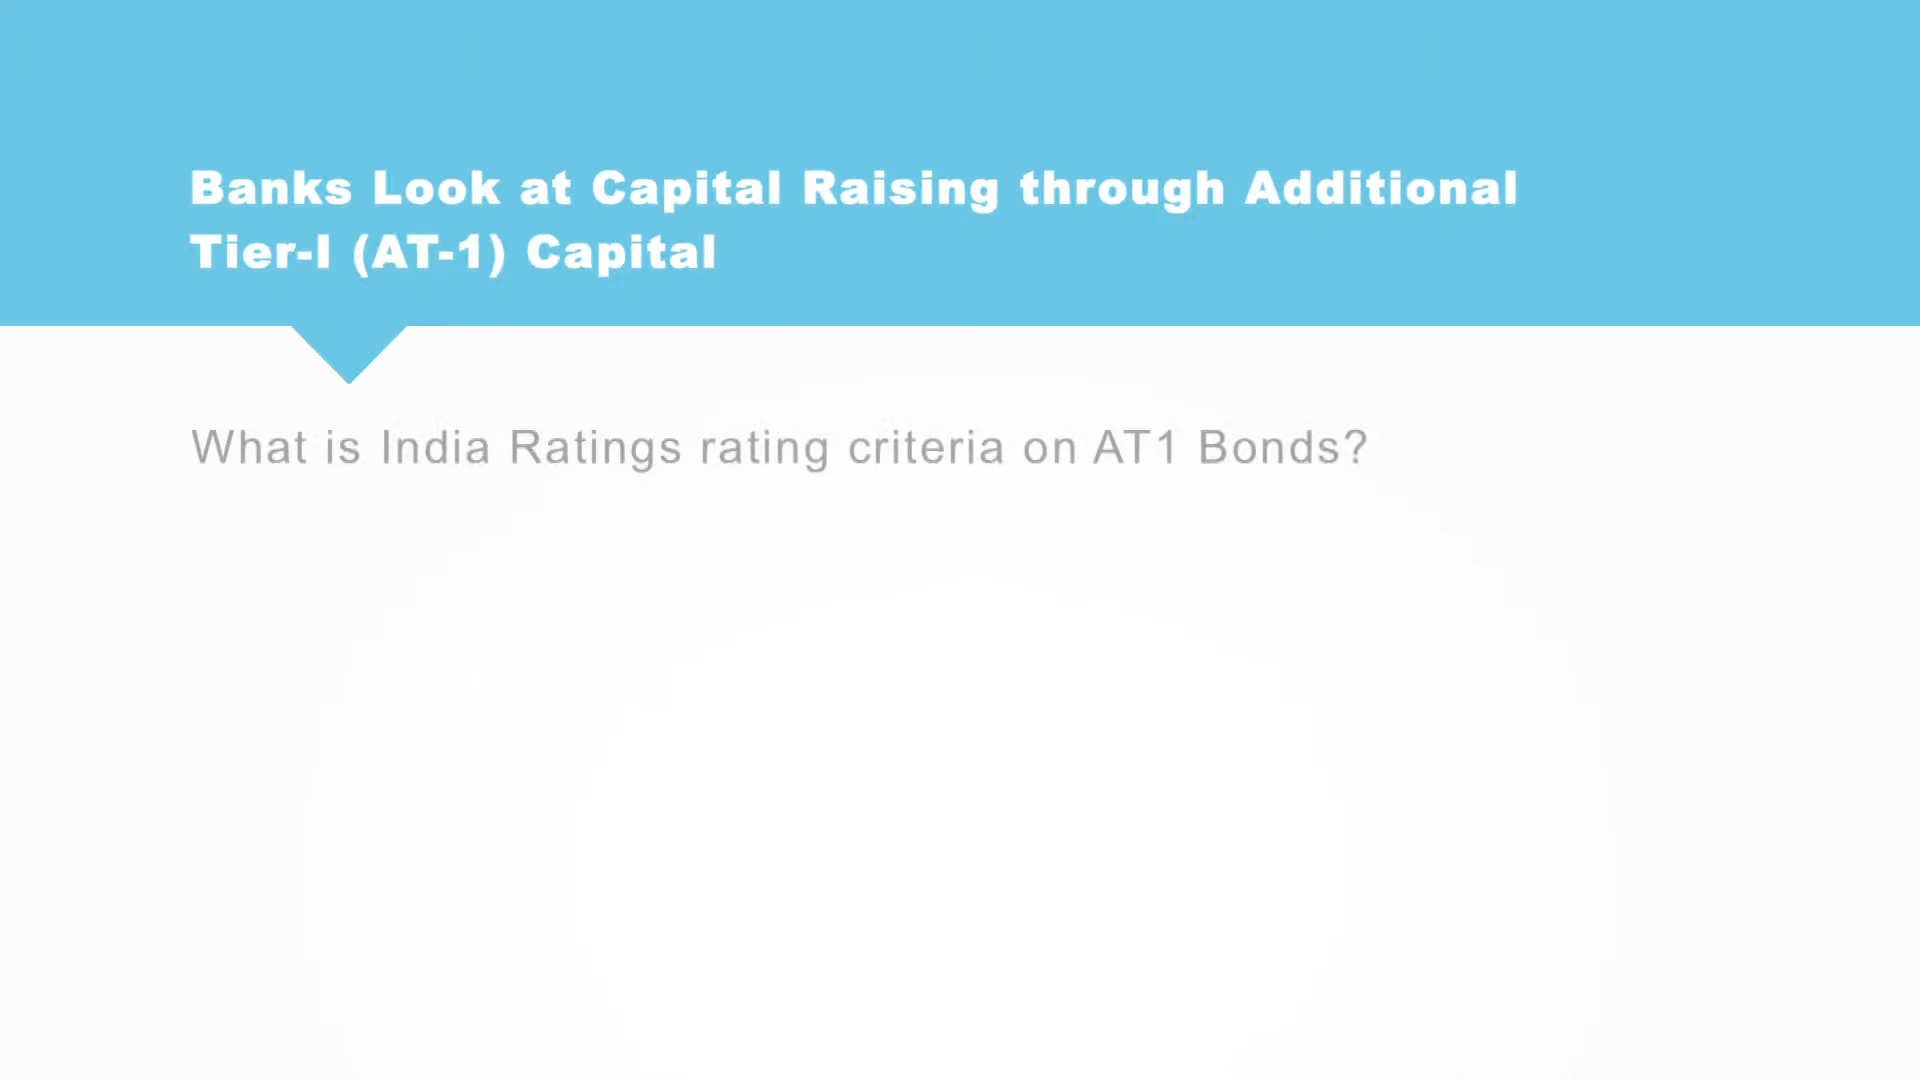 Banks Look at Capital Raising through Additional
Tier-I (AT-1) Capital
What is India Ratings rating criteria on AT1 Bonds?